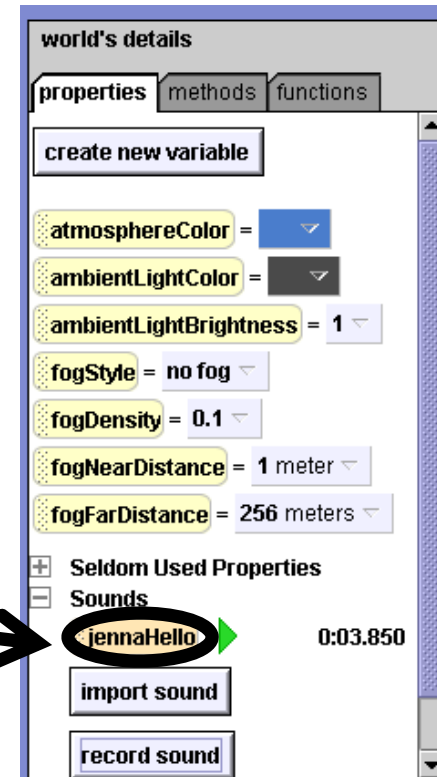 world's details
properties methods functions
create new variable
atmosphereColor =
ambientLightColor =
ambientLightBrightness = 1
fogStyle = no fog
fogDensity = 0.1
fogNearDistance = 1 meter
fogFarDistance = 256 meters
Seldom Used Properties
Sounds
jennaHello 0:03.850
import sound
record sound